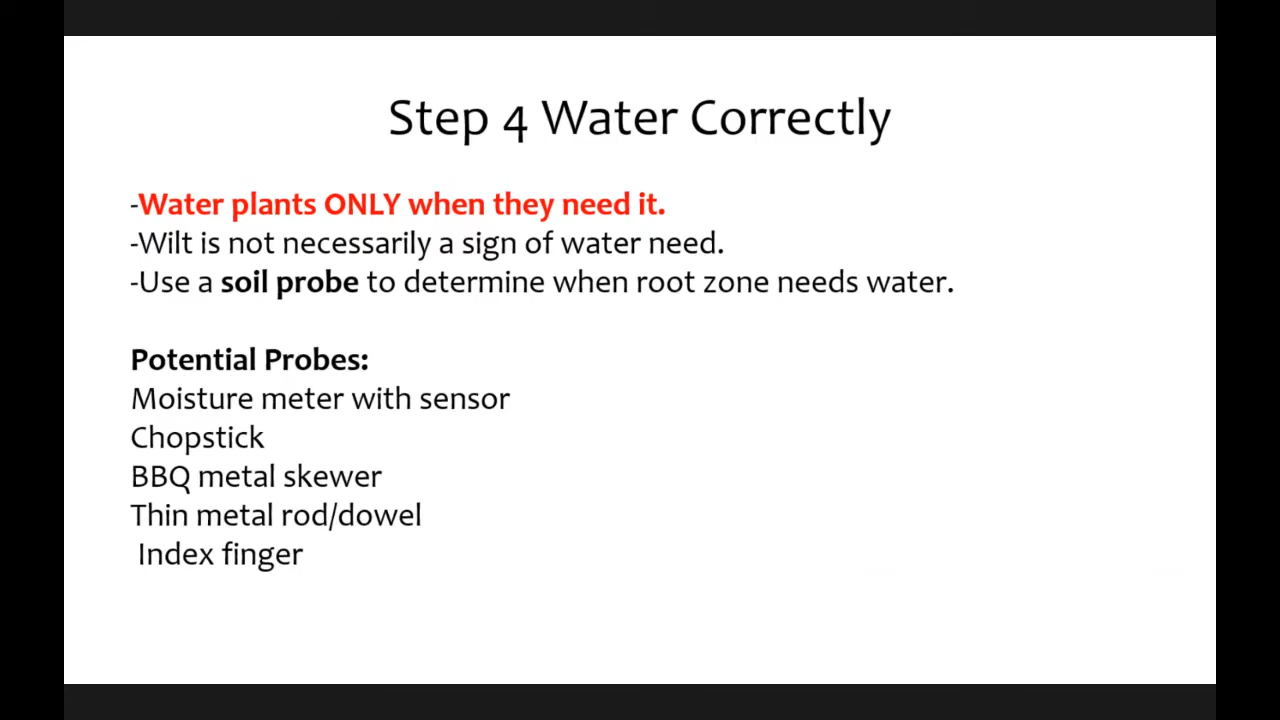 Step 4 Water Correctly
-Water plants ONLY when they need it.
-Wilt is not necessarily a sign of water need.
-Use a soil probe to determine when root zone needs water.
Potential Probes:
Moisture meter with sensor
Chopstick
BBQ metal skewer
Thin metal rod/dowel
Index finger